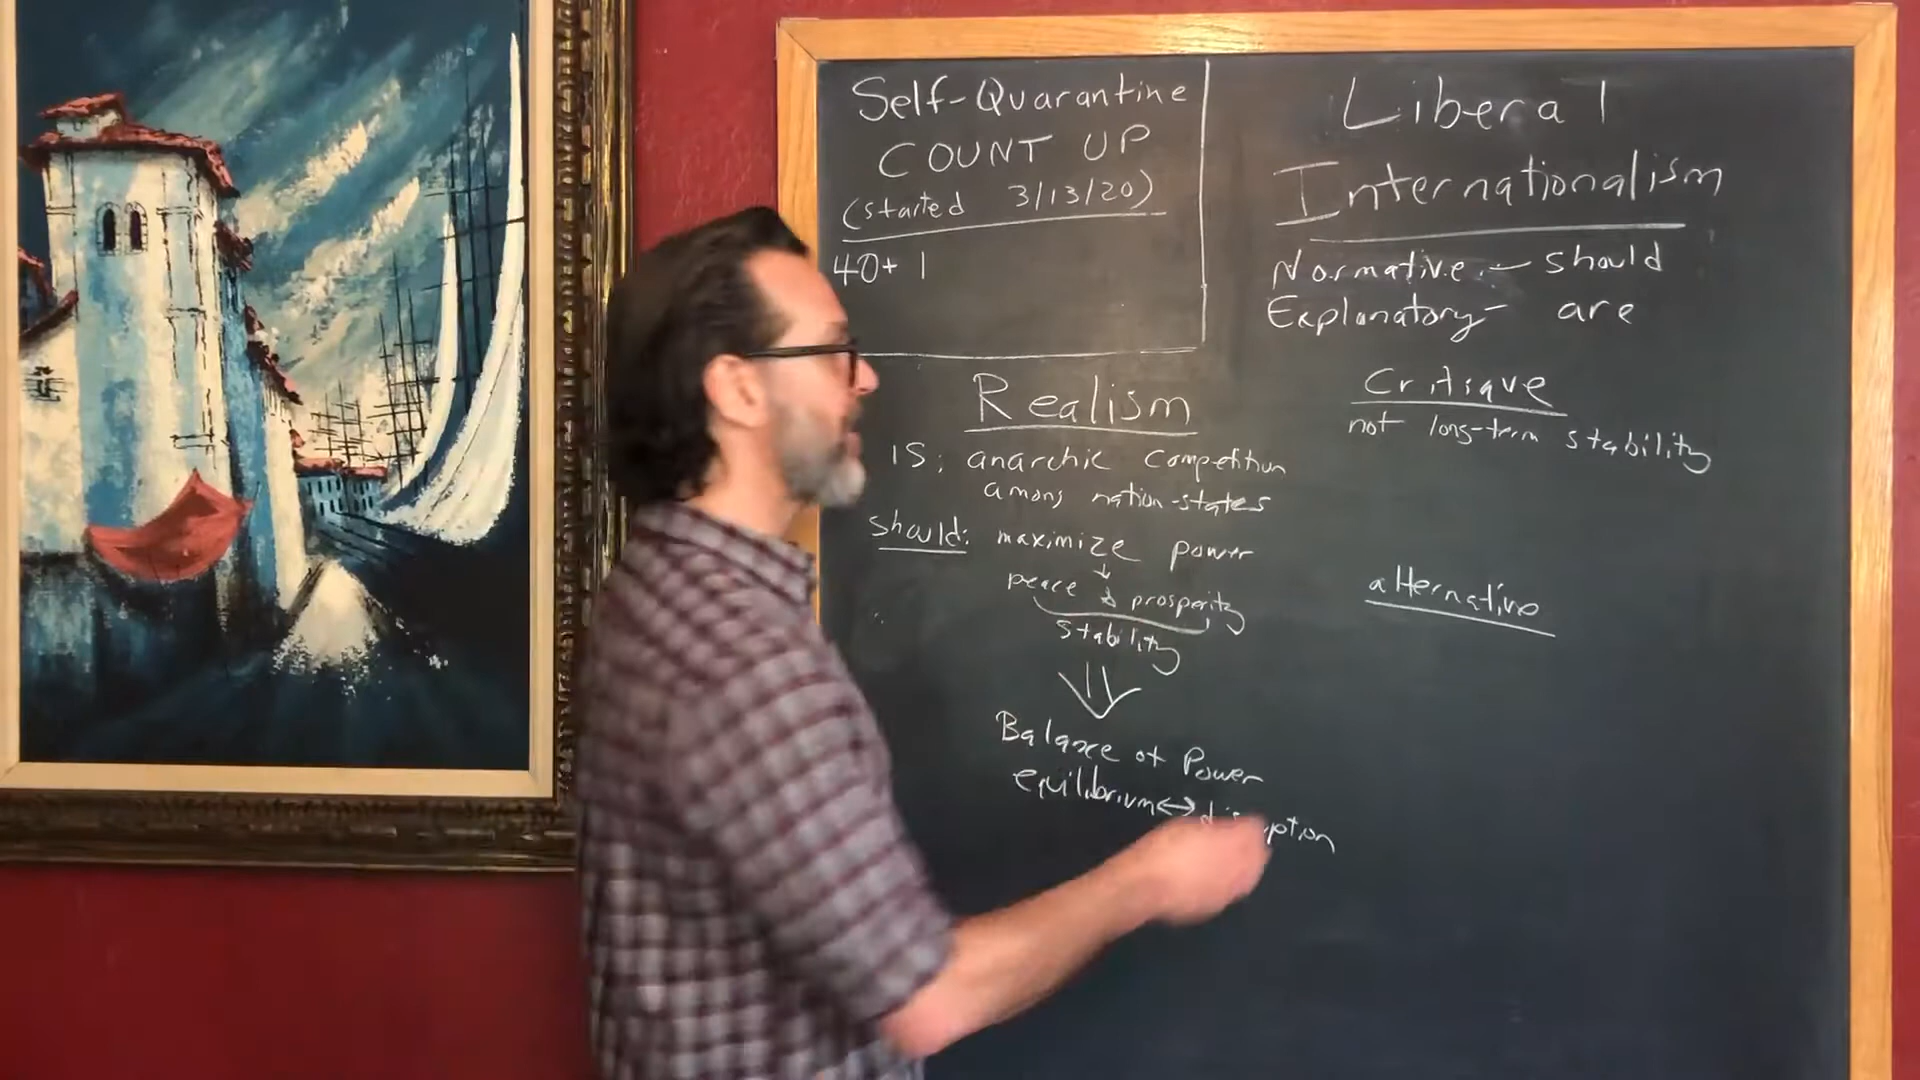 Self-Quarantine
COUNT UP
(started 3/13/20)
40+ 1
Realism
IS: anarchic competition
among nation-states
should: maximize power
peace & prosperity
stability
Balance of Power
equilibrium ↔
Liberal
Internationalism
Normative - should
Explanatory - are
Critique
not long-term stability
alternative